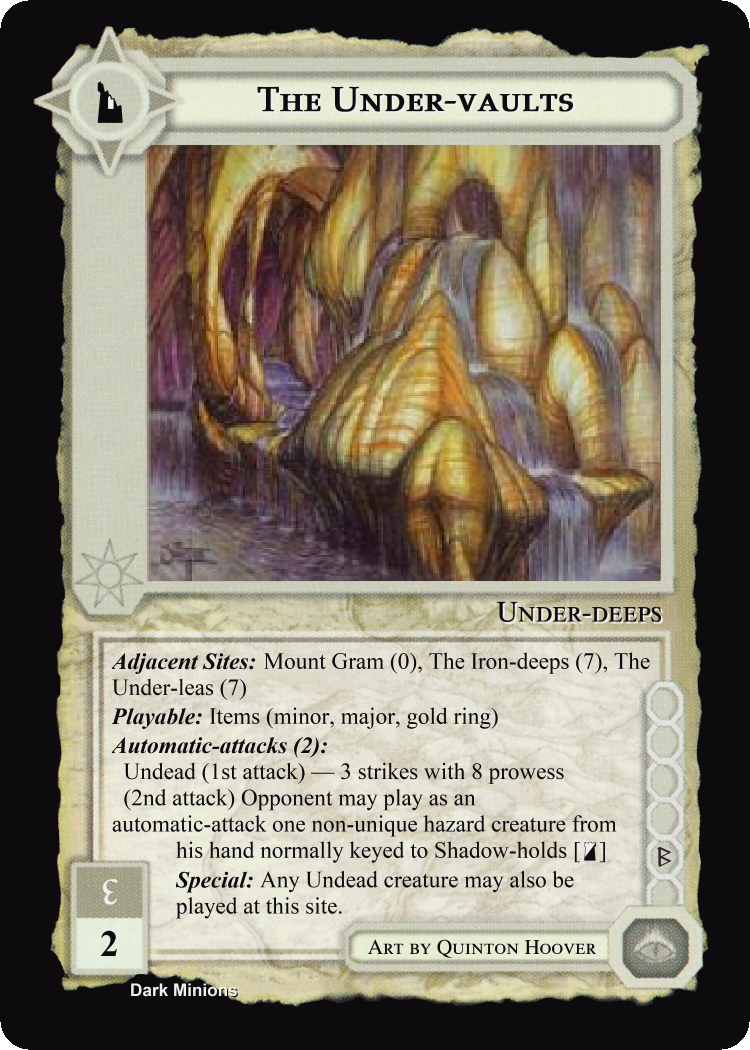 The Under-vaults
Under-deeps
Adjacent Sites: Mount Gram (0), The Iron-deeps (7), The
Under-leas (7)
Playable: Items (minor, major, gold ring)
Automatic-attacks (2):
Undead (1st attack) — 3 strikes with 8 prowess
(2nd attack) Opponent may play as an
automatic-attack one non-unique hazard creature from
his hand normally keyed to Shadow-holds []
Special: Any Undead creature may also be
played at this site.
2
Art by Quinton Hoover
Dark Minions